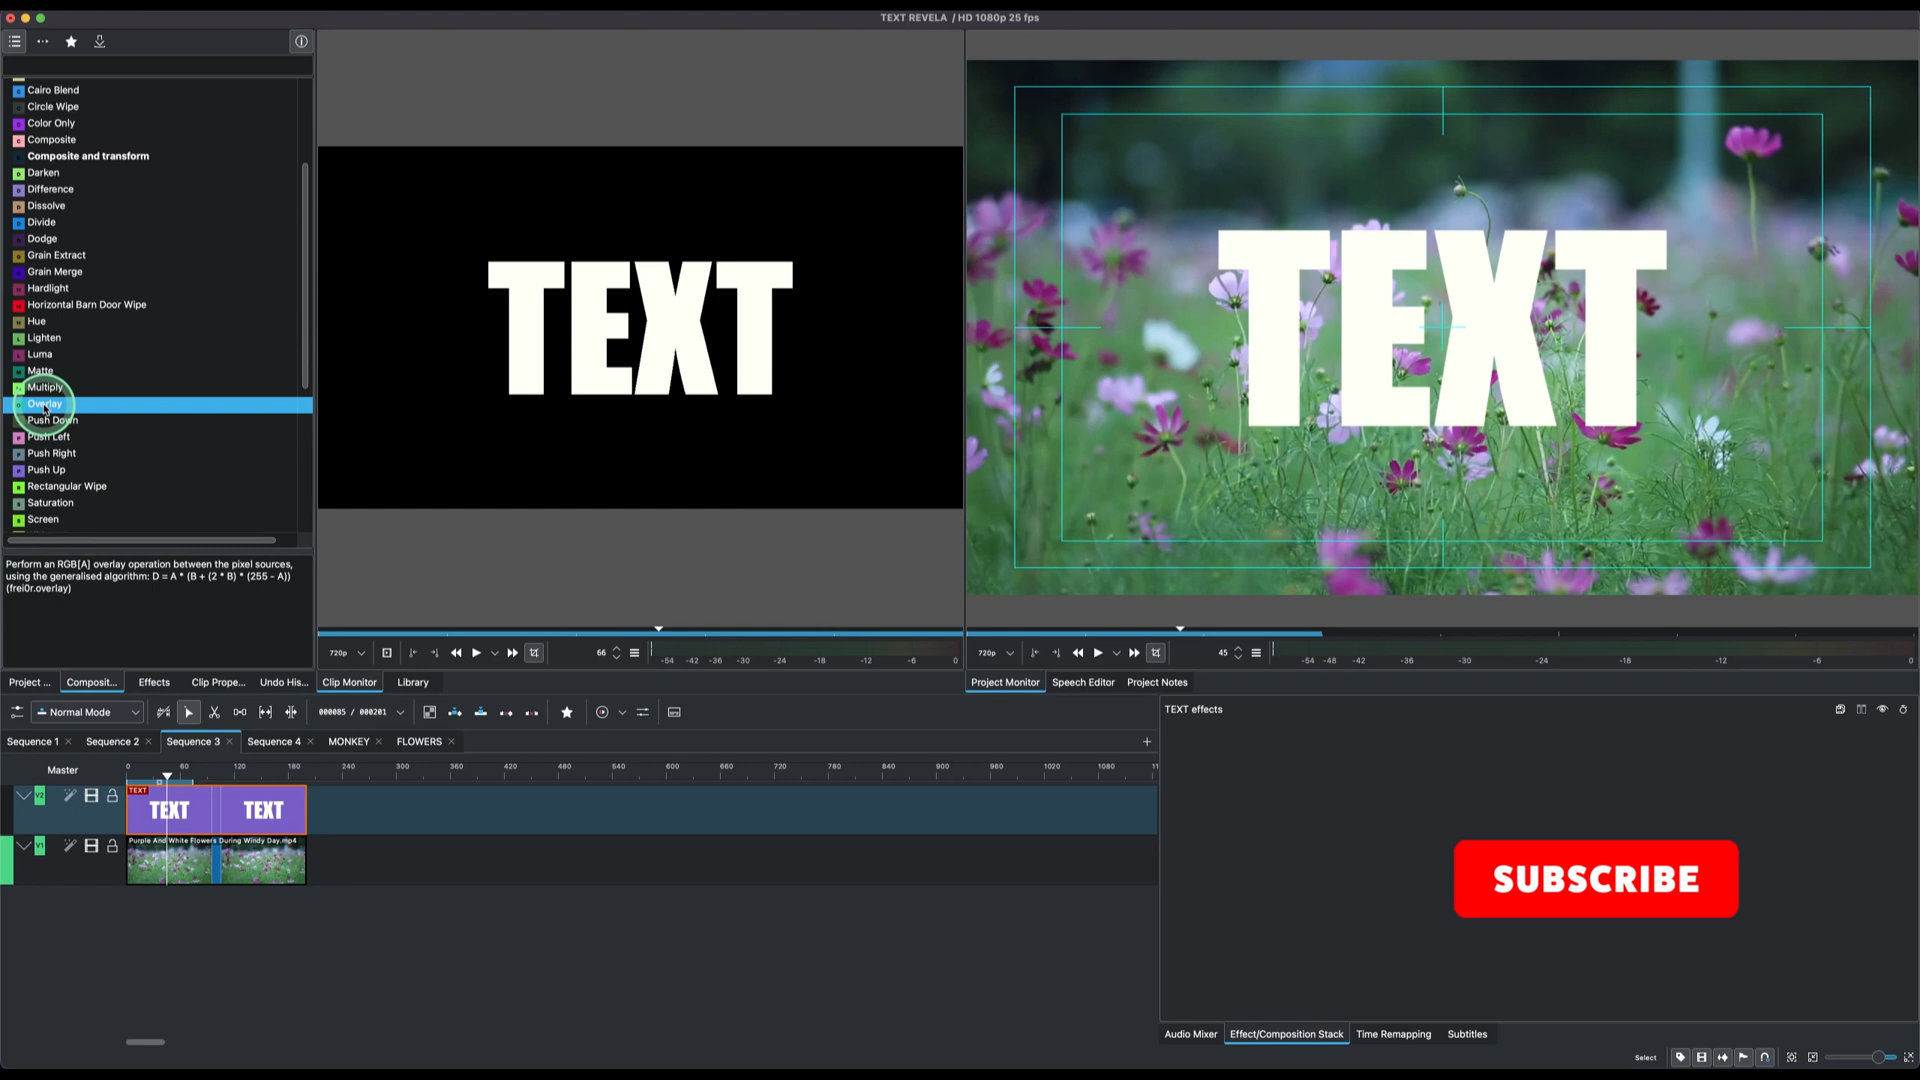 TEXT REVELA / HD 1080p 25 fps
Cairo Blend
Circle Wipe
Color Only
Composite
Composite and transform
Darken
Difference
Dissolve
Divide
Dodge
Grain Extract
Grain Merge
Hardlight
Horizontal Barn Door Wipe
Hue
Lighten
Luma
Matte
Multiply
Overlay
Push Down
Push Left
Push Right
Push Up
Rectangular Wipe
Saturation
Screen
Perform an RGB[A] overlay operation between the pixel sources,
using the generalised algorithm: D = A * (B + (2 * B) * (255 - A))
(frei0r.overlay)
TEXT
TEXT
720p 66 -54 -42 -36 -30 -24 -18 -12 -6 0
720p 45 -54 -48 -42 -36 -30 -24 -18 -12 -6 0
Project ... Composit... Effects Clip Prope... Undo His... Clip Monitor Library
Project Monitor Speech Editor Project Notes
Normal Mode 000085 / 000201
Sequence 1 Sequence 2 Sequence 3 Sequence 4 MONKEY FLOWERS
Master
0 60 120 180 240 300 360 420 480 540 600 660 720 780 840 900 960 1020 1080
V2
TEXT
TEXT TEXT
V1
Purple And White Flowers During Windy Day.mp4
TEXT effects
SUBSCRIBE
Audio Mixer Effect/Composition Stack Time Remapping Subtitles
Select